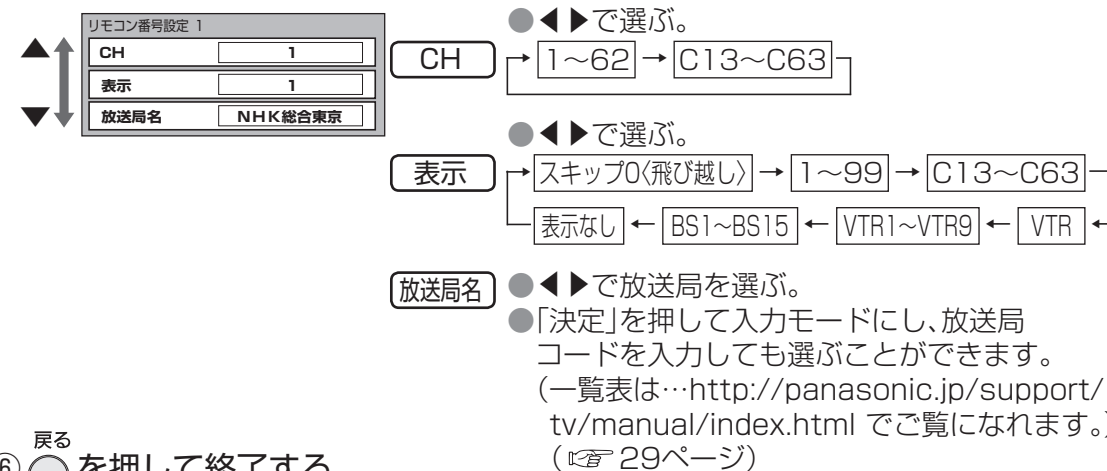 リモコン番号設定 1
CH 1
表示 1
放送局名 NHK総合東京
CH
●◀▶で選ぶ。
→ 1～62 → C13～C63
表示
●◀▶で選ぶ。
→ スキップ0〈飛び越し〉 → 1～99 → C13～C63
表示なし ← BS1～BS15 ← VTR1～VTR9 ← VTR ←
放送局名
●◀▶で放送局を選ぶ。
●「決定」を押して入力モードにし、放送局
コードを入力しても選ぶことができます。
（一覧表は…http://panasonic.jp/support/
tv/manual/index.html でご覧になれます。）
（☞ 29ページ）
戻る
⑥ を押して終了する